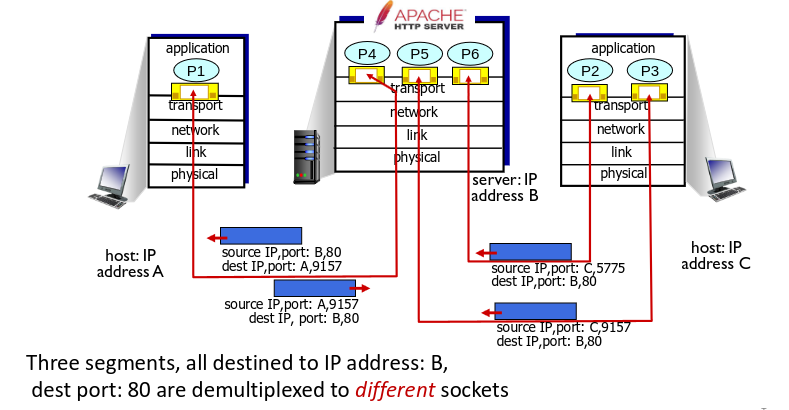 APACHE
HTTP SERVER
application
P1
transport
network
link
physical
P4
P5
P6
transport
network
link
physical
application
P2
P3
transport
network
link
physical
server: IP
address B
host: IP
address A
host: IP
address C
source IP,port: B,80
dest IP,port: A,9157
source IP,port: A,9157
dest IP, port: B,80
source IP,port: C,5775
dest IP,port: B,80
source IP,port: C,9157
dest IP,port: B,80
Three segments, all destined to IP address: B,
dest port: 80 are demultiplexed to different sockets